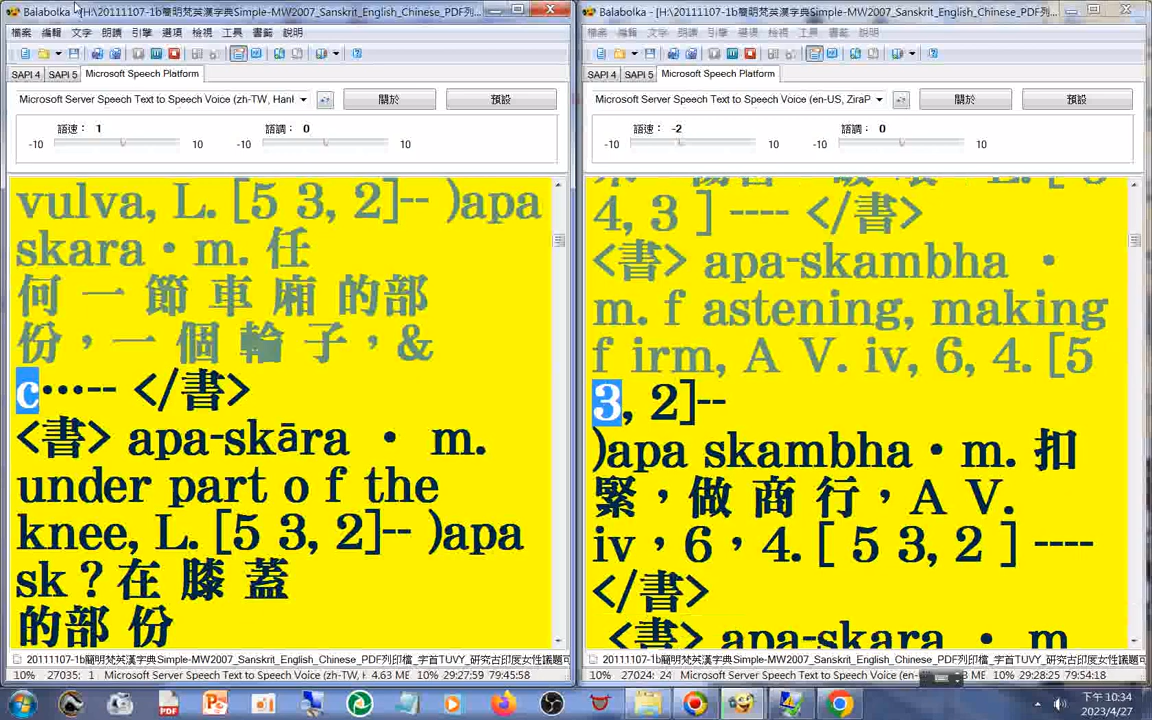 Balabolka - [H:\20111107-1b簡明梵英漢字典Simple-MW2007_Sanskrit_English_Chinese_PDF列...
檔案 編輯 文字 朗讀 引擎 選項 檢視 工具 書籤 說明
SAPI 4 SAPI 5 Microsoft Speech Platform
Microsoft Server Speech Text to Speech Voice (zh-TW, Hanl
關於
預設
語速： 1
語調： 0
-10 10 -10 10
vulva, L. [5 3, 2]-- )apa
skara • m. 任
何 一 節 車 廂 的部
份，一 個 輪 子，&
c…-- </書>
<書> apa-skāra • m.
under part o f the
knee, L. [5 3, 2]-- )apa
sk？在 膝 蓋
的部 份
20111107-1b簡明梵英漢字典Simple-MW2007_Sanskrit_English_Chinese_PDF列印檔_字首TUVY_研究古印度女性議題可
10% 27035: 1 Microsoft Server Speech Text to Speech Voice (zh-TW, H 4.63 ME 10% 29:27:59 79:45:58
Balabolka - [H:\20111107-1b簡明梵英漢字典Simple-MW2007_Sanskrit_English_Chinese_PDF列印...
檔案 編輯 文字 朗讀 引擎 選項 檢視 工具 書籤 說明
SAPI 4 SAPI 5 Microsoft Speech Platform
Microsoft Server Speech Text to Speech Voice (en-US, ZiraP
關於
預設
語速： -2
語調： 0
-10 10 -10 10
4, 3 ] ---- </書>
<書> apa-skambha •
m. f astening, making
f irm, A V. iv, 6, 4. [5
3, 2]--
)apa skambha • m. 扣
緊，做 商 行，A V.
iv，6，4. [ 5 3, 2 ] ----
</書>
<書> apa-skara • m
20111107-1b簡明梵英漢字典Simple-MW2007_Sanskrit_English_Chinese_PDF列印檔_字首TUVY_研究古印度女性議題可
10% 27024: 24 Microsoft Server Speech Text to Speech Voice 3 ME 10% 29:28:25 79:54:18
下午 10:34
2023/4/27